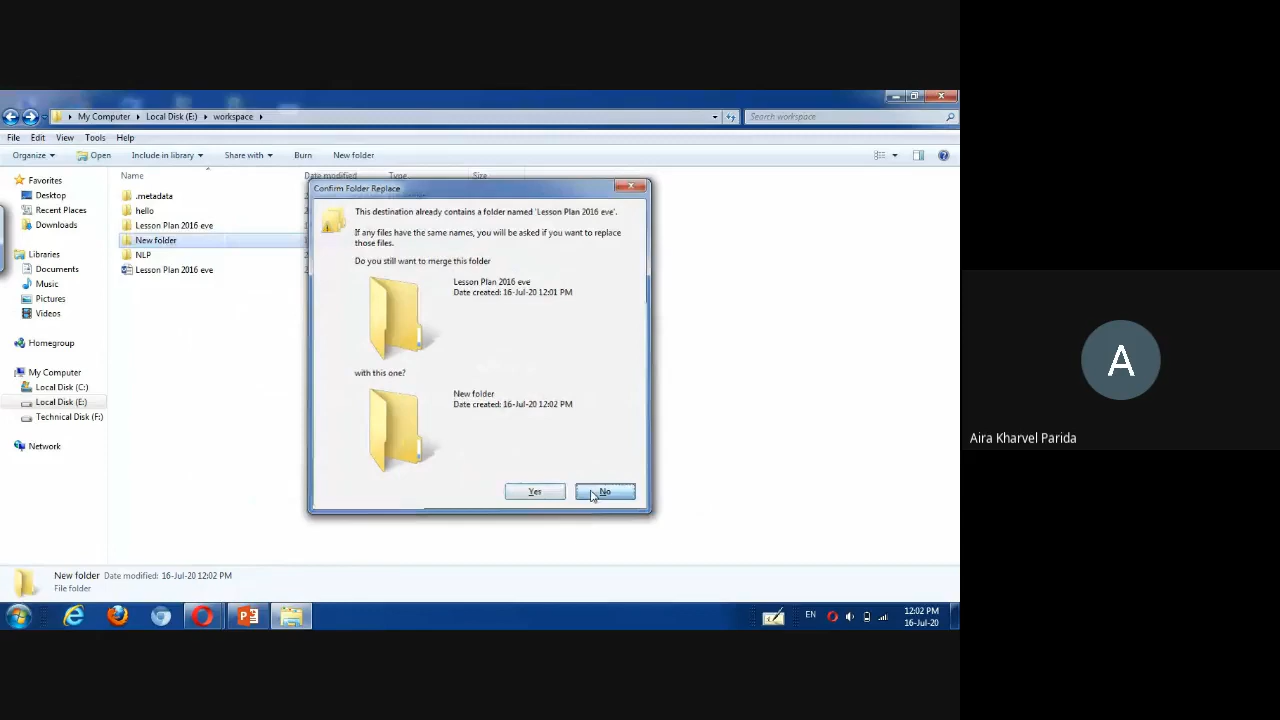 My Computer Local Disk (E:) workspace Search workspace
File Edit View Tools Help
Organize Open Include in library Share with Burn New folder
Name Date modified Type Size
Favorites
Desktop
Recent Places
Downloads
Libraries
Documents
Music
Pictures
Videos
Homegroup
My Computer
Local Disk (C:)
Local Disk (E:)
Technical Disk (F:)
Network
.metadata
hello
Lesson Plan 2016 eve
New folder
NLP
Lesson Plan 2016 eve
Confirm Folder Replace
This destination already contains a folder named 'Lesson Plan 2016 eve'.
If any files have the same names, you will be asked if you want to replace
those files.
Do you still want to merge this folder
Lesson Plan 2016 eve
Date created: 16-Jul-20 12:01 PM
with this one?
New folder
Date created: 16-Jul-20 12:02 PM
Yes No
New folder Date modified: 16-Jul-20 12:02 PM
File folder
EN 12:02 PM
16-Jul-20
A
Aira Kharvel Parida